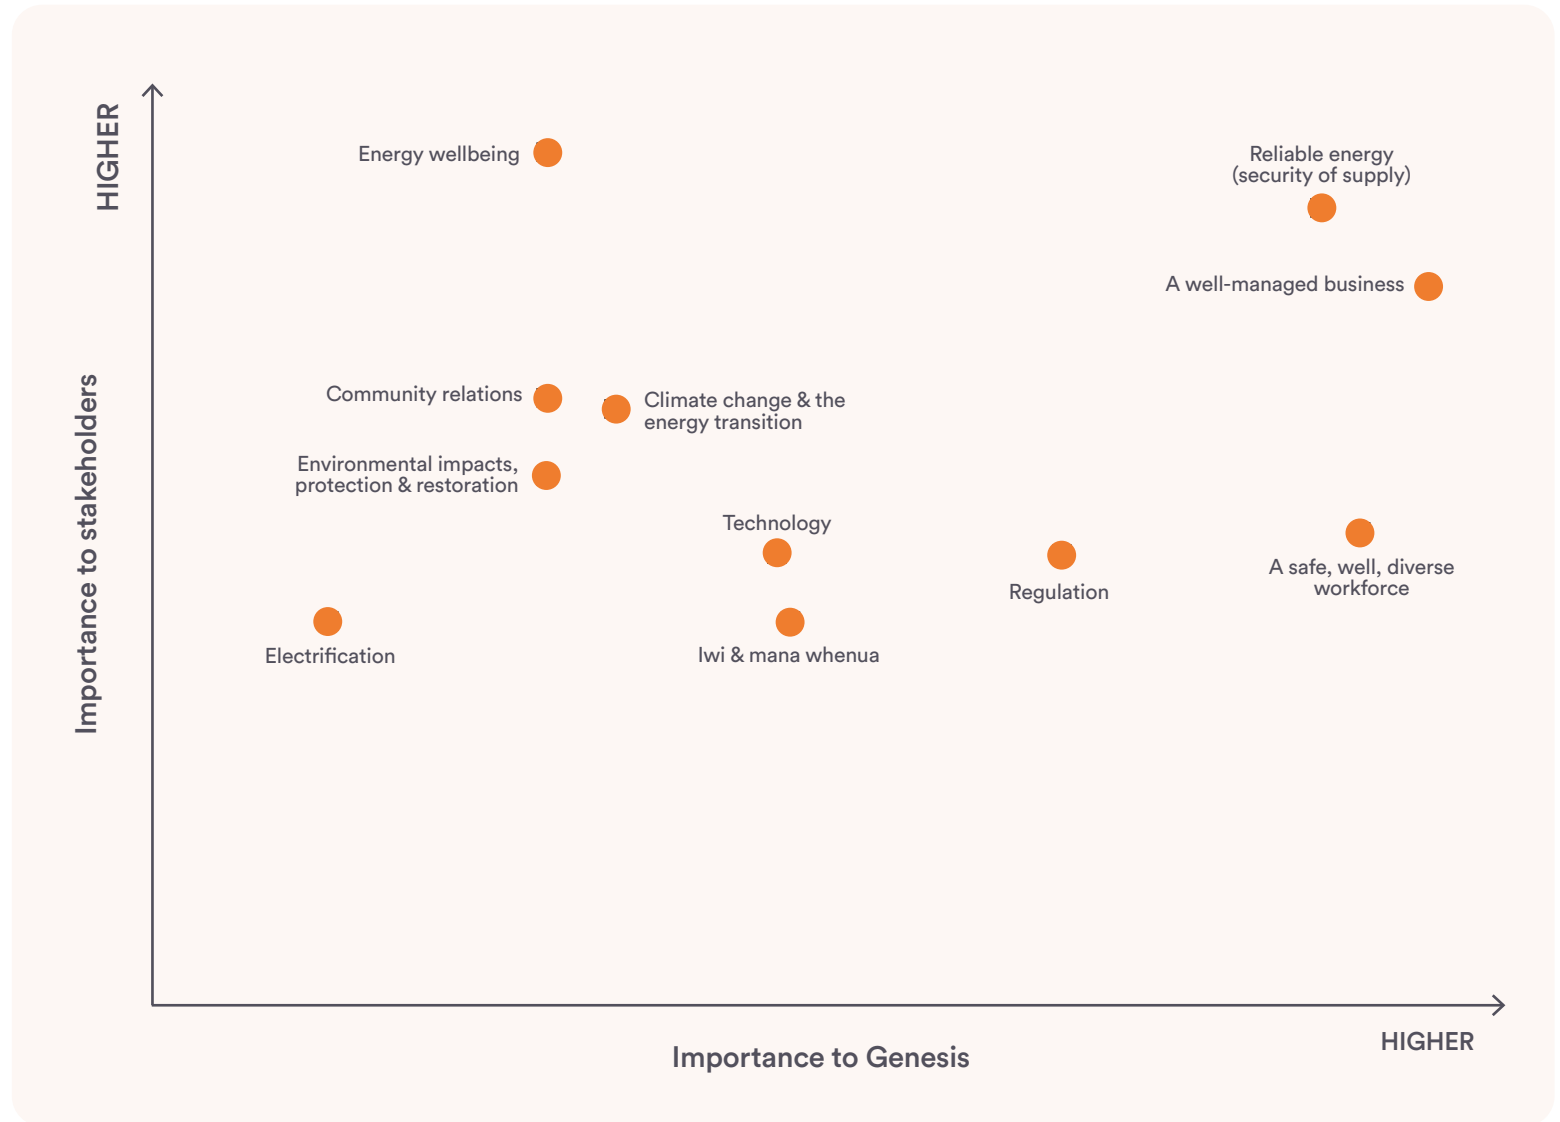 HIGHER
Importance to stakeholders
Energy wellbeing
Reliable energy
(security of supply)
A well-managed business
Community relations
Climate change & the
energy transition
Environmental impacts,
protection & restoration
Technology
Regulation
A safe, well, diverse
workforce
Electrification
Iwi & mana whenua
HIGHER
Importance to Genesis